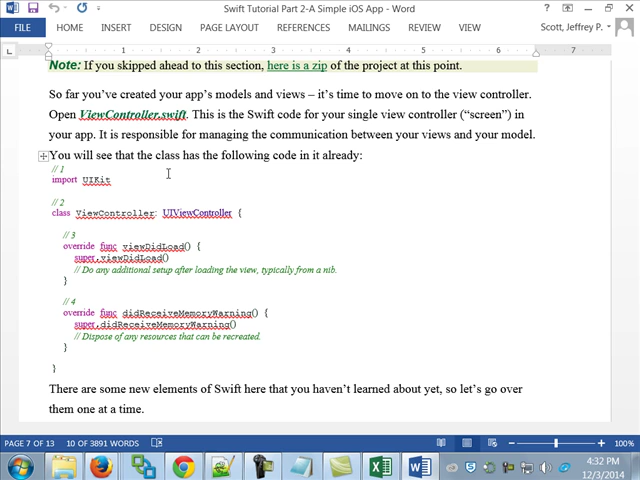 Swift Tutorial Part 2-A Simple iOS App - Word
FILE HOME INSERT DESIGN PAGE LAYOUT REFERENCES MAILINGS REVIEW VIEW Scott, Jeffrey P.
1 2 3 4 5 6 7
Note: If you skipped ahead to this section, here is a zip of the project at this point.
So far you've created your app's models and views – it's time to move on to the view controller.
Open ViewController.swift. This is the Swift code for your single view controller (“screen”) in
your app. It is responsible for managing the communication between your views and your model.
You will see that the class has the following code in it already:
// 1
import UIKit
// 2
class ViewController: UIViewController {
// 3
override func viewDidLoad() {
super.viewDidLoad()
// Do any additional setup after loading the view, typically from a nib.
}
// 4
override func didReceiveMemoryWarning() {
super.didReceiveMemoryWarning()
// Dispose of any resources that can be recreated.
}
}
There are some new elements of Swift here that you haven't learned about yet, so let's go over
them one at a time.
PAGE 7 OF 13 10 OF 3891 WORDS 100%
4:32 PM
12/3/2014